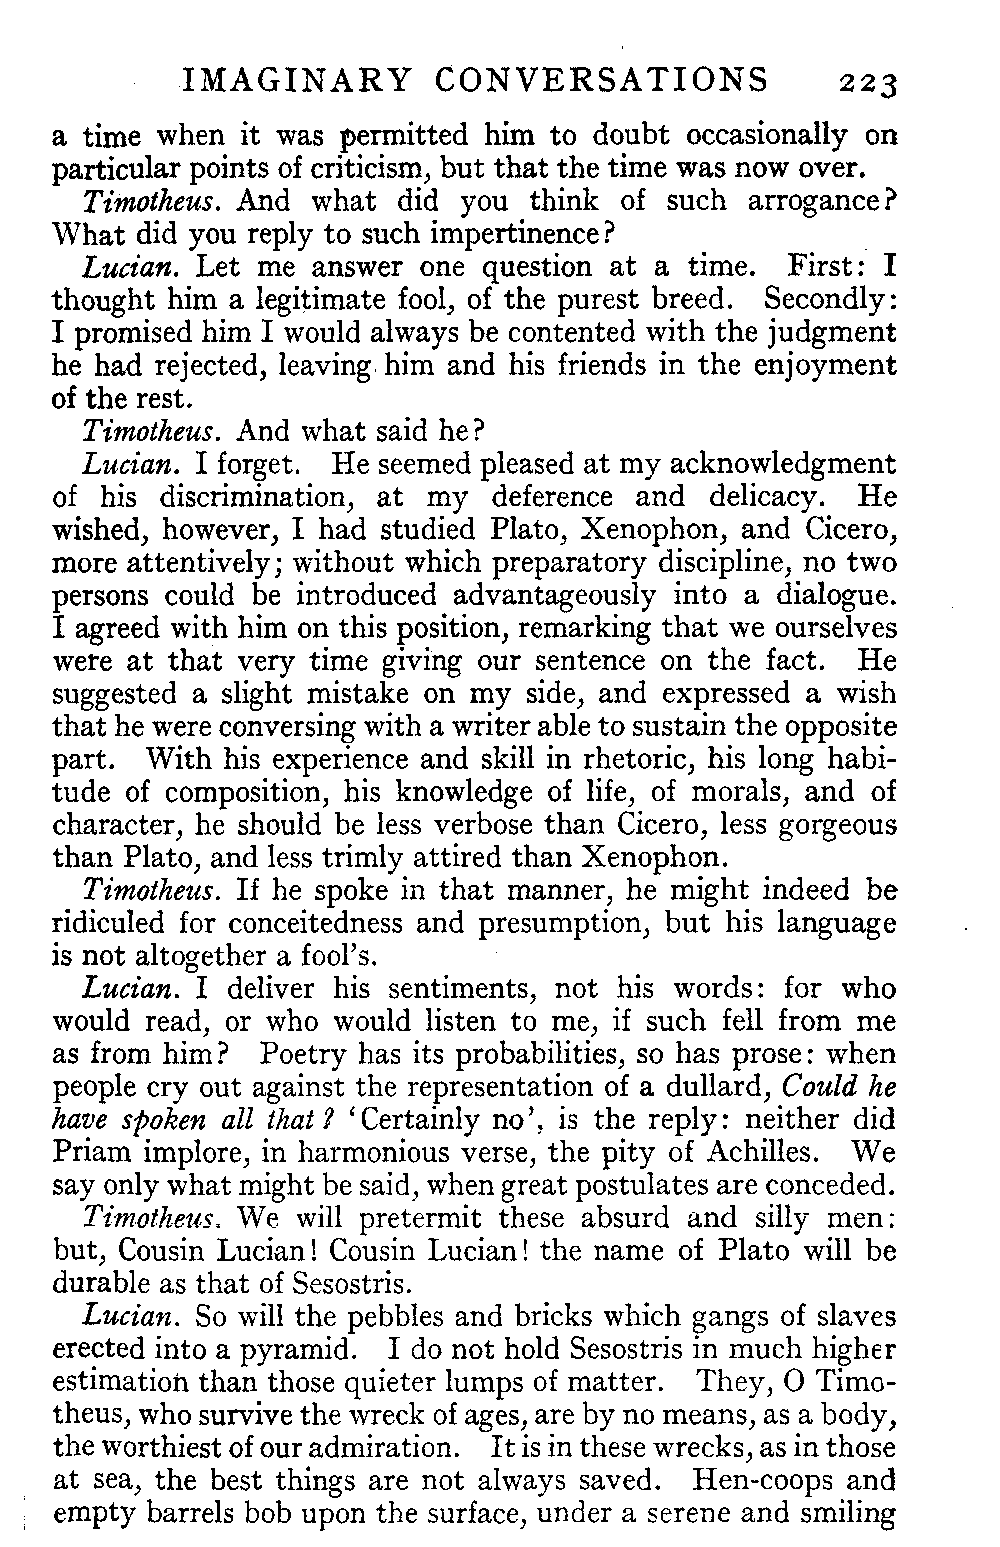 IMAGINARY CONVERSATIONS 223
a time when it was permitted him to doubt occasionally on
particular points of criticism, but that the time was now over.
Timotheus. And what did you think of such arrogance?
What did you reply to such impertinence?
Lucian. Let me answer one question at a time. First: I
thought him a legitimate fool, of the purest breed. Secondly:
I promised him I would always be contented with the judgment
he had rejected, leaving him and his friends in the enjoyment
of the rest.
Timotheus. And what said he?
Lucian. I forget. He seemed pleased at my acknowledgment
of his discrimination, at my deference and delicacy. He
wished, however, I had studied Plato, Xenophon, and Cicero,
more attentively; without which preparatory discipline, no two
persons could be introduced advantageously into a dialogue.
I agreed with him on this position, remarking that we ourselves
were at that very time giving our sentence on the fact. He
suggested a slight mistake on my side, and expressed a wish
that he were conversing with a writer able to sustain the opposite
part. With his experience and skill in rhetoric, his long habi-
tude of composition, his knowledge of life, of morals, and of
character, he should be less verbose than Cicero, less gorgeous
than Plato, and less trimly attired than Xenophon.
Timotheus. If he spoke in that manner, he might indeed be
ridiculed for conceitedness and presumption, but his language
is not altogether a fool's.
Lucian. I deliver his sentiments, not his words: for who
would read, or who would listen to me, if such fell from me
as from him? Poetry has its probabilities, so has prose: when
people cry out against the representation of a dullard, Could he
have spoken all that? 'Certainly no', is the reply: neither did
Priam implore, in harmonious verse, the pity of Achilles. We
say only what might be said, when great postulates are conceded.
Timotheus. We will pretermit these absurd and silly men:
but, Cousin Lucian! Cousin Lucian! the name of Plato will be
durable as that of Sesostris.
Lucian. So will the pebbles and bricks which gangs of slaves
erected into a pyramid. I do not hold Sesostris in much higher
estimation than those quieter lumps of matter. They, O Timo-
theus, who survive the wreck of ages, are by no means, as a body,
the worthiest of our admiration. It is in these wrecks, as in those
at sea, the best things are not always saved. Hen-coops and
empty barrels bob upon the surface, under a serene and smiling